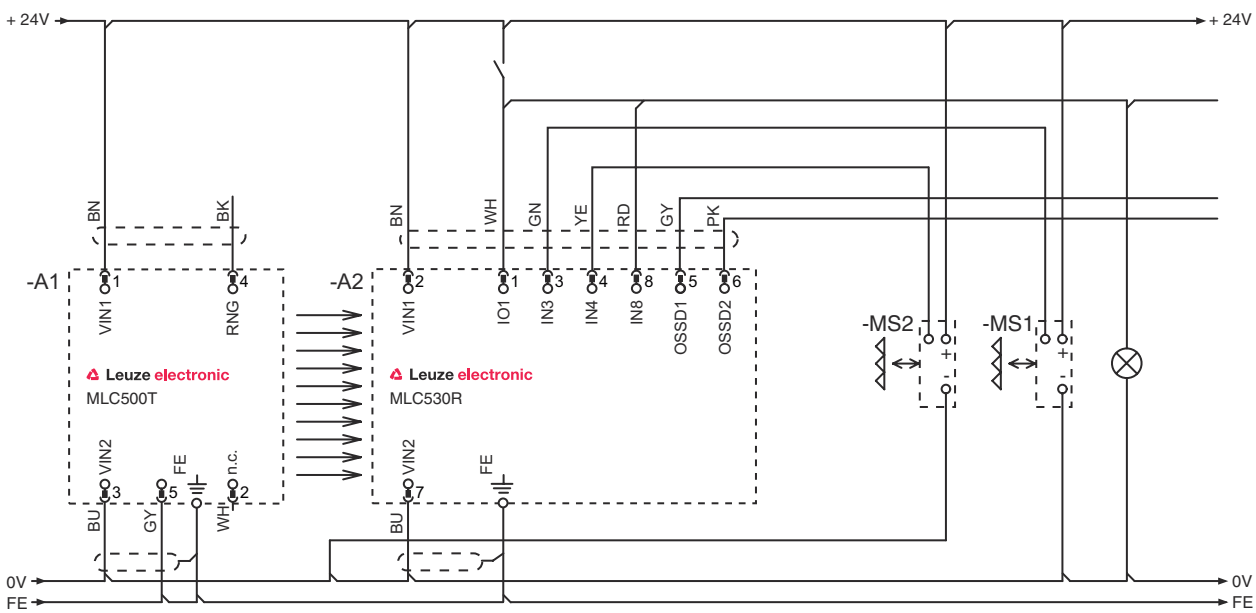 + 24V
+ 24V
BN
BK
BN
WH
GN
YE
RD
GY
PK
-A1
1
4
-A2
2
1
3
4
8
5
6
VIN1
RNG
VIN1
IO1
IN3
IN4
IN8
OSSD1
OSSD2
-MS2
-MS1
+
+
-
-
Leuze electronic
MLC500T
Leuze electronic
MLC530R
VIN2
FE
n.c.
VIN2
FE
3
5
2
7
BU
GY
WH
BU
0V
0V
FE
FE